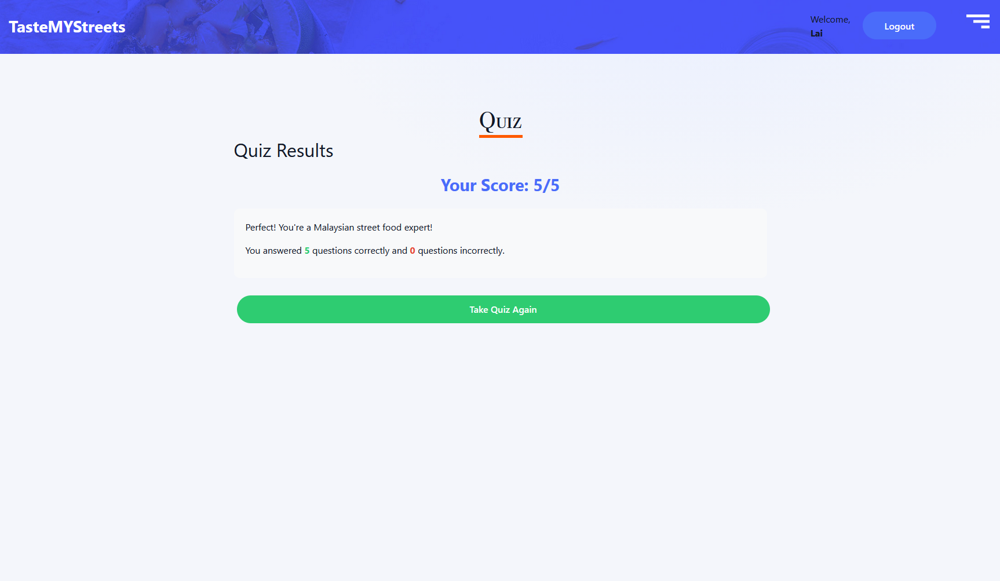 TasteMYStreets
Welcome,
Lai
Logout
Quiz
Quiz Results
Your Score: 5/5
Perfect! You're a Malaysian street food expert!
You answered 5 questions correctly and 0 questions incorrectly.
Take Quiz Again